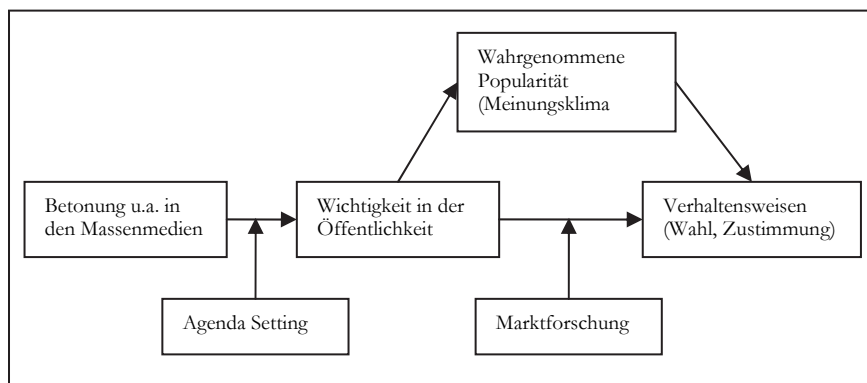 Wahrgenommene
Popularität
(Meinungsklima
Betonung u.a. in
den Massenmedien
Wichtigkeit in der
Öffentlichkeit
Verhaltensweisen
(Wahl, Zustimmung)
Agenda Setting
Marktforschung